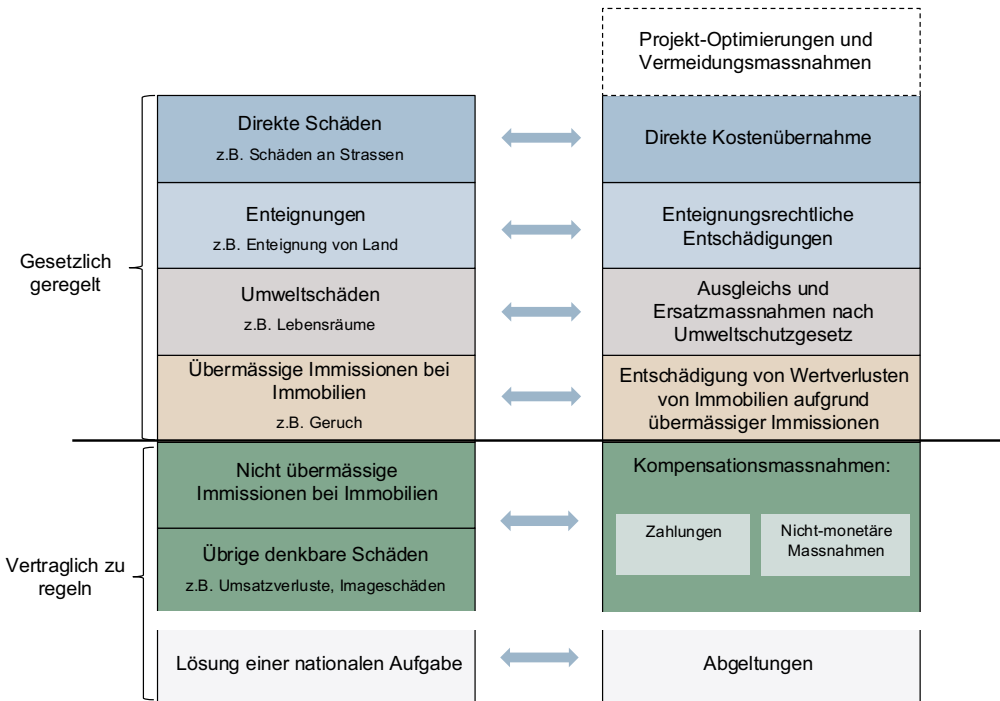 Projekt-Optimierungen und
Vermeidungsmassnahmen
Gesetzlich
geregelt
Direkte Schäden
z.B. Schäden an Strassen
Direkte Kostenübernahme
Enteignungen
z.B. Enteignung von Land
Enteignungsrechtliche
Entschädigungen
Umweltschäden
z.B. Lebensräume
Ausgleichs und
Ersatzmassnahmen nach
Umweltschutzgesetz
Übermässige Immissionen bei
Immobilien
z.B. Geruch
Entschädigung von Wertverlusten
von Immobilien aufgrund
übermässiger Immissionen
Vertraglich zu
regeln
Nicht übermässige
Immissionen bei Immobilien
Übrige denkbare Schäden
z.B. Umsatzverluste, Imageschäden
Kompensationsmassnahmen:
Zahlungen
Nicht-monetäre
Massnahmen
Lösung einer nationalen Aufgabe
Abgeltungen